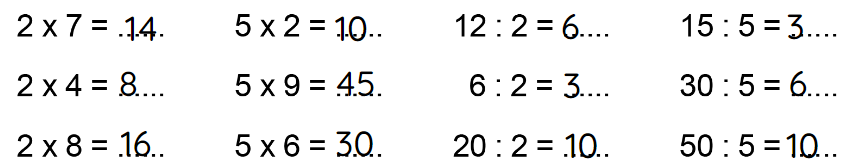 2 x 7 = 14 5 x 2 = 10 12 : 2 = 6 15 : 5 = 3
2 x 4 = 8 5 x 9 = 45 6 : 2 = 3 30 : 5 = 6
2 x 8 = 16 5 x 6 = 30 20 : 2 = 10 50 : 5 = 10